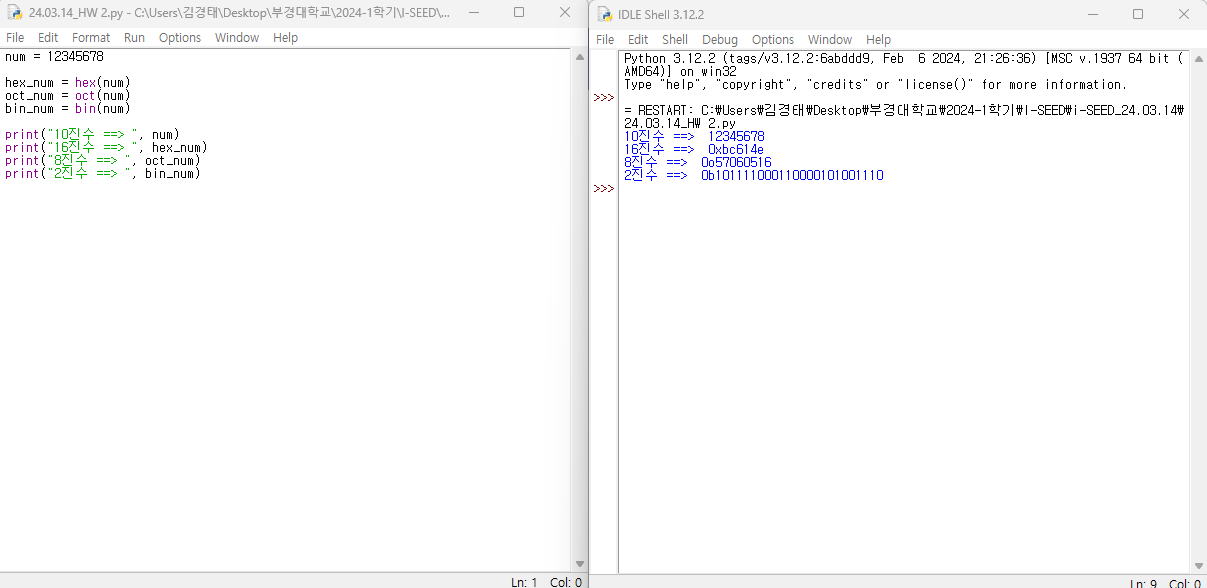 24.03.14_HW 2.py - C:\Users\김경태\Desktop\부경대학교\2024-1학기\I-SEED\...
File Edit Format Run Options Window Help
num = 12345678
hex_num = hex(num)
oct_num = oct(num)
bin_num = bin(num)
print("10진수 ==> ", num)
print("16진수 ==> ", hex_num)
print("8진수 ==> ", oct_num)
print("2진수 ==> ", bin_num)
Ln: 1 Col: 0
IDLE Shell 3.12.2
File Edit Shell Debug Options Window Help
Python 3.12.2 (tags/v3.12.2:6abddd9, Feb  6 2024, 21:26:36) [MSC v.1937 64 bit (
AMD64)] on win32
Type "help", "copyright", "credits" or "license()" for more information.
>>>
= RESTART: C:₩Users₩김경태₩Desktop₩부경대학교₩2024-1학기₩I-SEED₩i-SEED_24.03.14₩
24.03.14_HW 2.py
10진수 ==>  12345678
16진수 ==>  0xbc614e
8진수 ==>  0o57060516
2진수 ==>  0b101111000110000101001110
>>>
Ln: 9 Col: 0